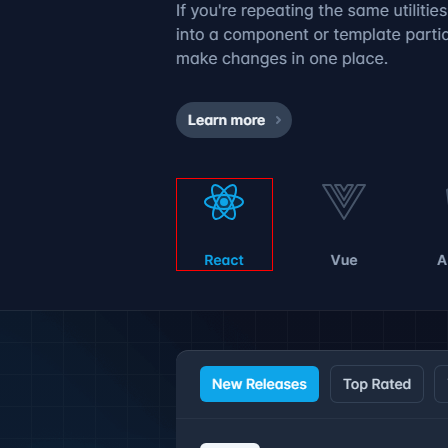 If you're repeating the same utilities
into a component or template partia
make changes in one place.
Learn more
React
Vue
A
New Releases
Top Rated